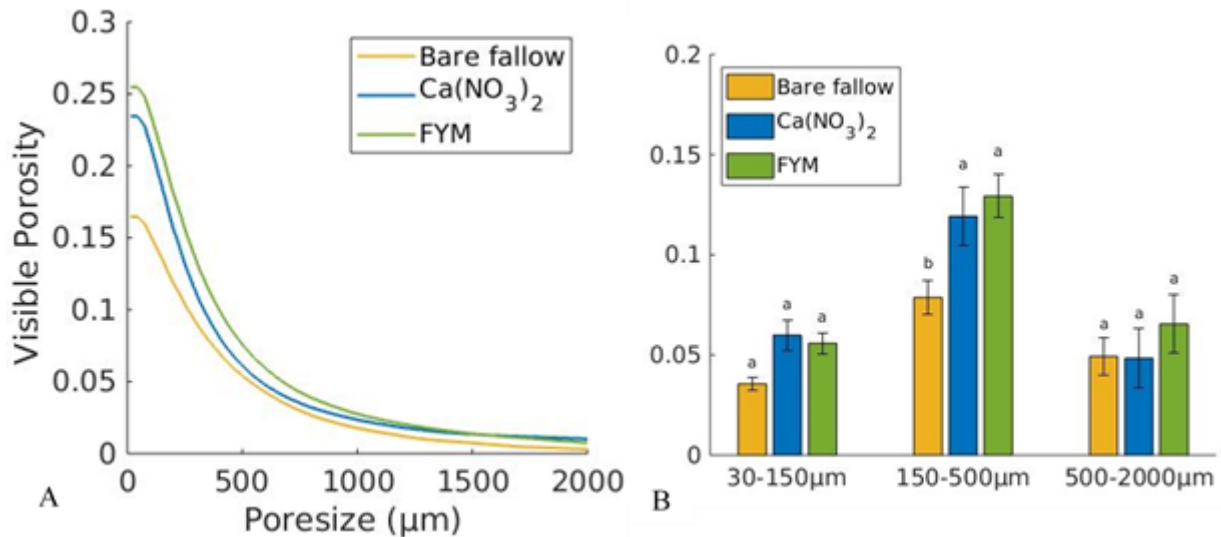 0.3
0.25
0.2
0.15
0.1
0.05
0
Visible Porosity
Bare fallow
Ca(NO₃)₂
FYM
0 500 1000 1500 2000
A
Poresize (μm)
0.2
0.15
0.1
0.05
0
Bare fallow
Ca(NO₃)₂
FYM
a a a
b a a
a a a
30-150μm 150-500μm 500-2000μm
B